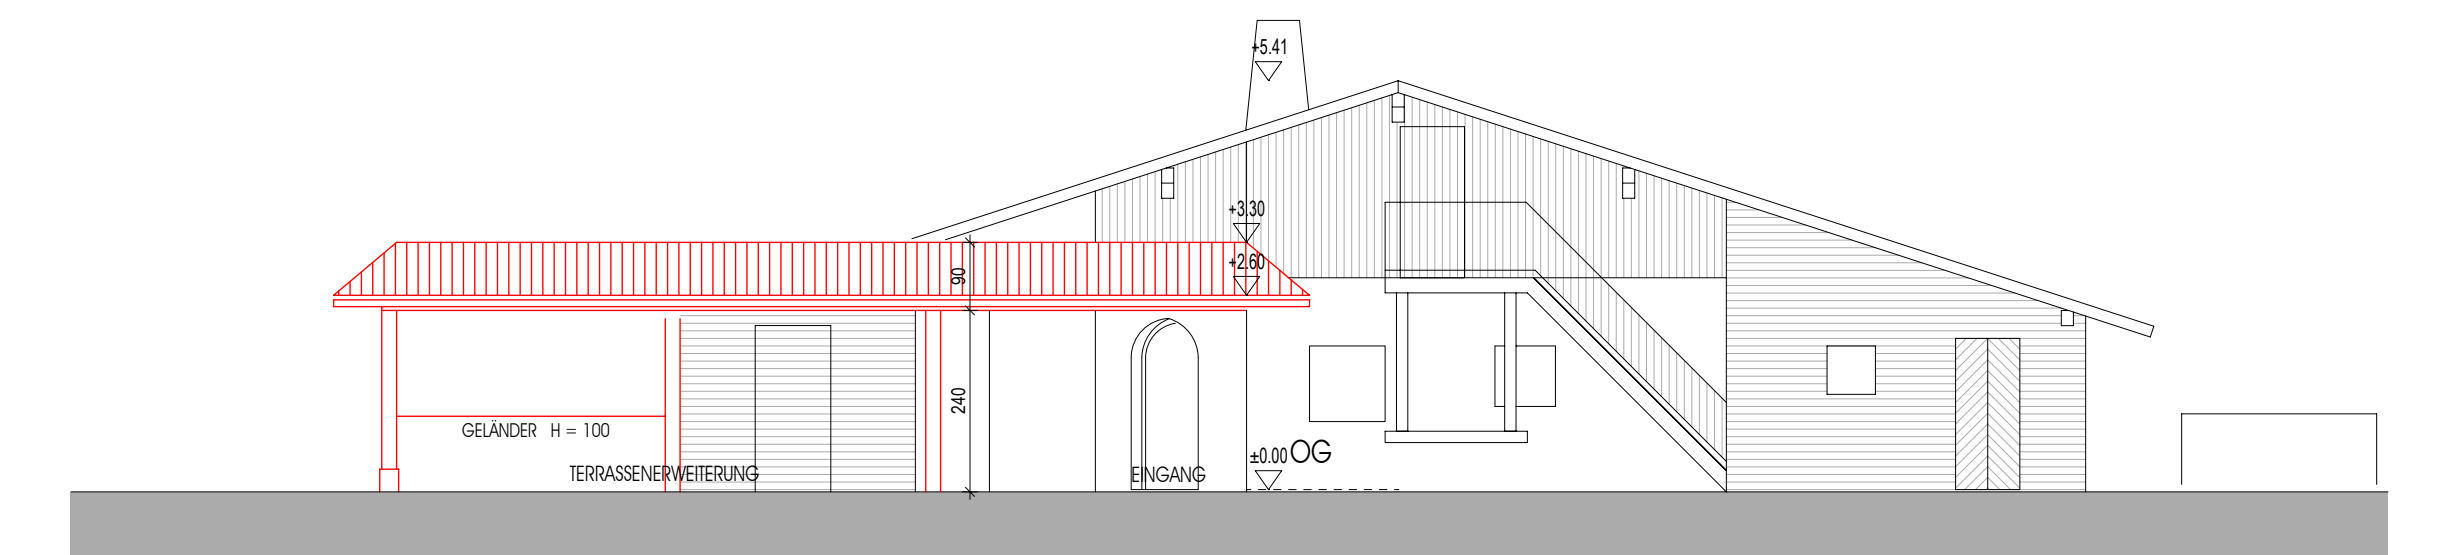 +5.41
+3.30
+2.60
90
240
GELÄNDER H = 100
TERRASSENERWEITERUNG
EINGANG
±0.00 OG